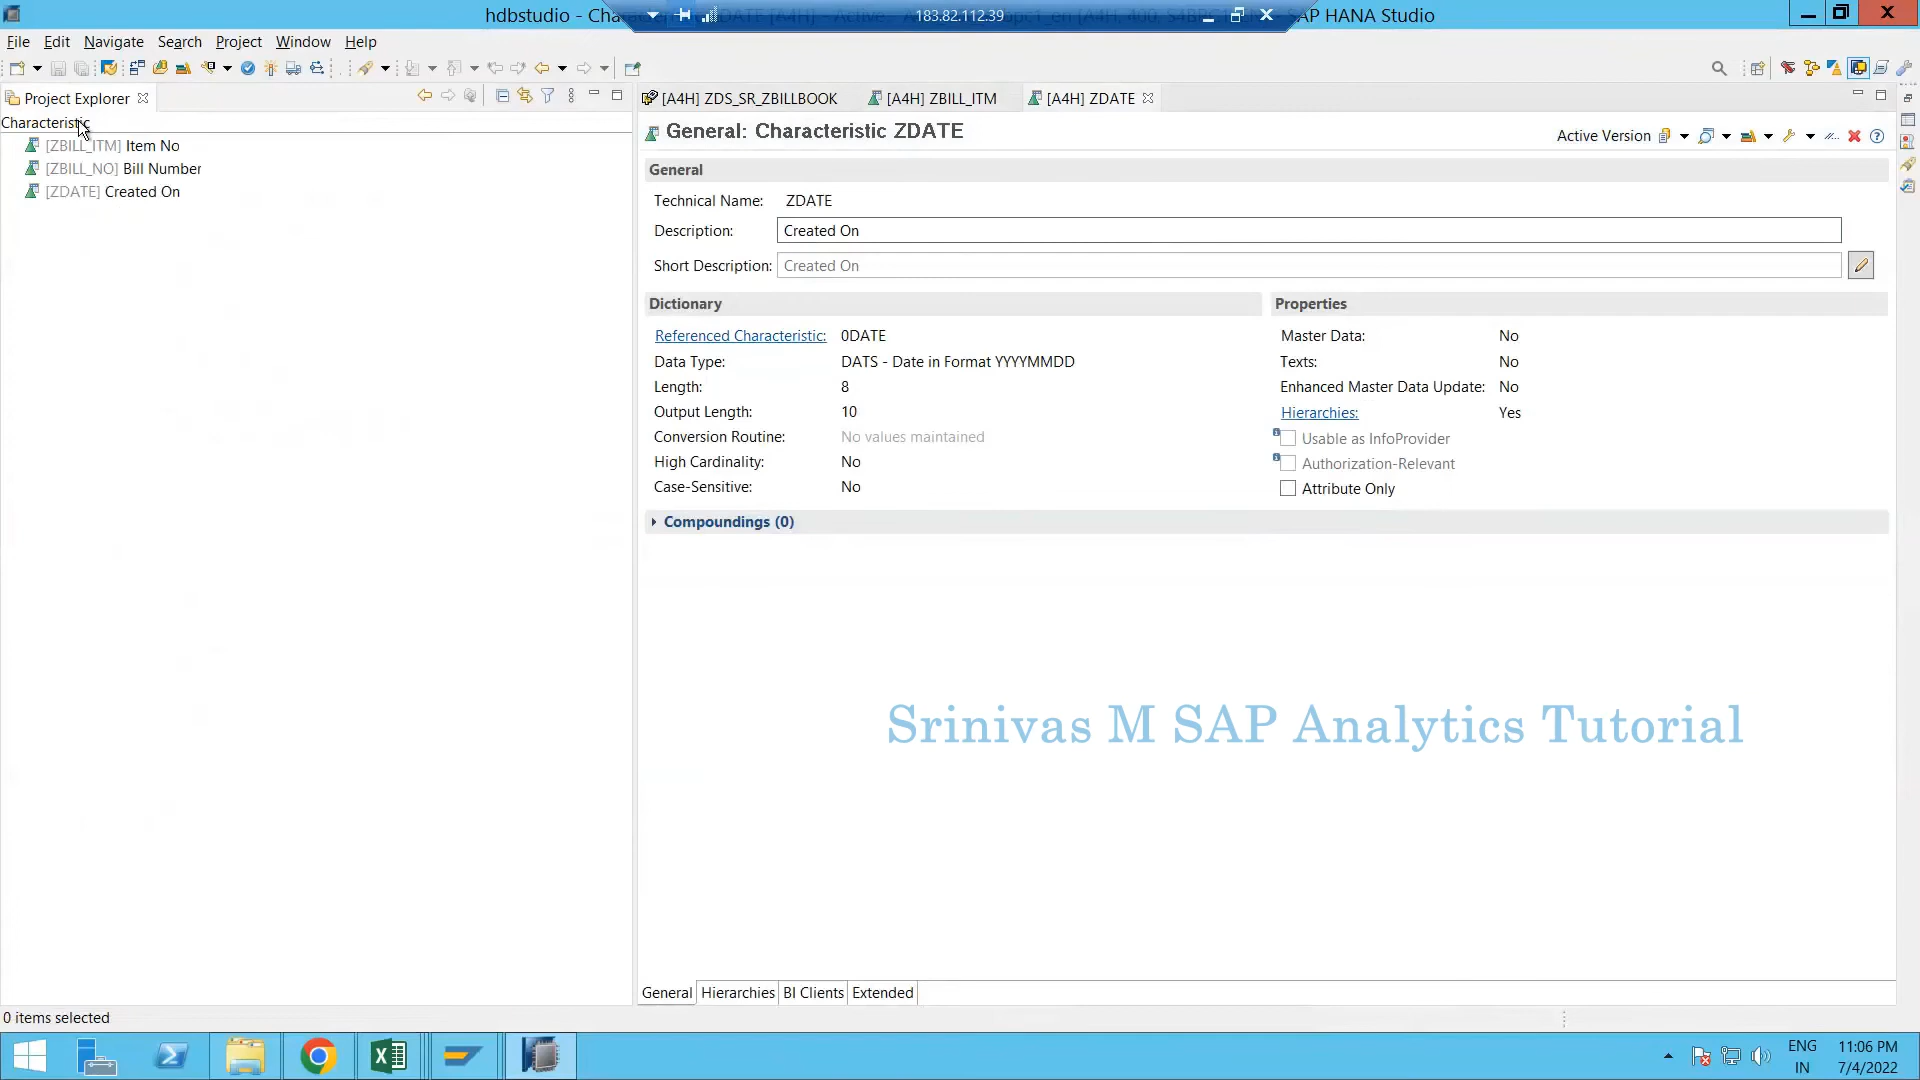 hdbstudio - Cha
183.82.112.39
SAP HANA Studio
File Edit Navigate Search Project Window Help
Project Explorer
Characteristic
[ZBILL_ITM] Item No
[ZBILL_NO] Bill Number
[ZDATE] Created On
[A4H] ZDS_SR_ZBILLBOOK
[A4H] ZBILL_ITM
[A4H] ZDATE
General: Characteristic ZDATE
Active Version
General
Technical Name: ZDATE
Description: Created On
Short Description: Created On
Dictionary
Referenced Characteristic: 0DATE
Data Type: DATS - Date in Format YYYYMMDD
Length: 8
Output Length: 10
Conversion Routine: No values maintained
High Cardinality: No
Case-Sensitive: No
Properties
Master Data: No
Texts: No
Enhanced Master Data Update: No
Hierarchies: Yes
Usable as InfoProvider
Authorization-Relevant
Attribute Only
Compoundings (0)
Srinivas M SAP Analytics Tutorial
General Hierarchies BI Clients Extended
0 items selected
ENG
IN
11:06 PM
7/4/2022